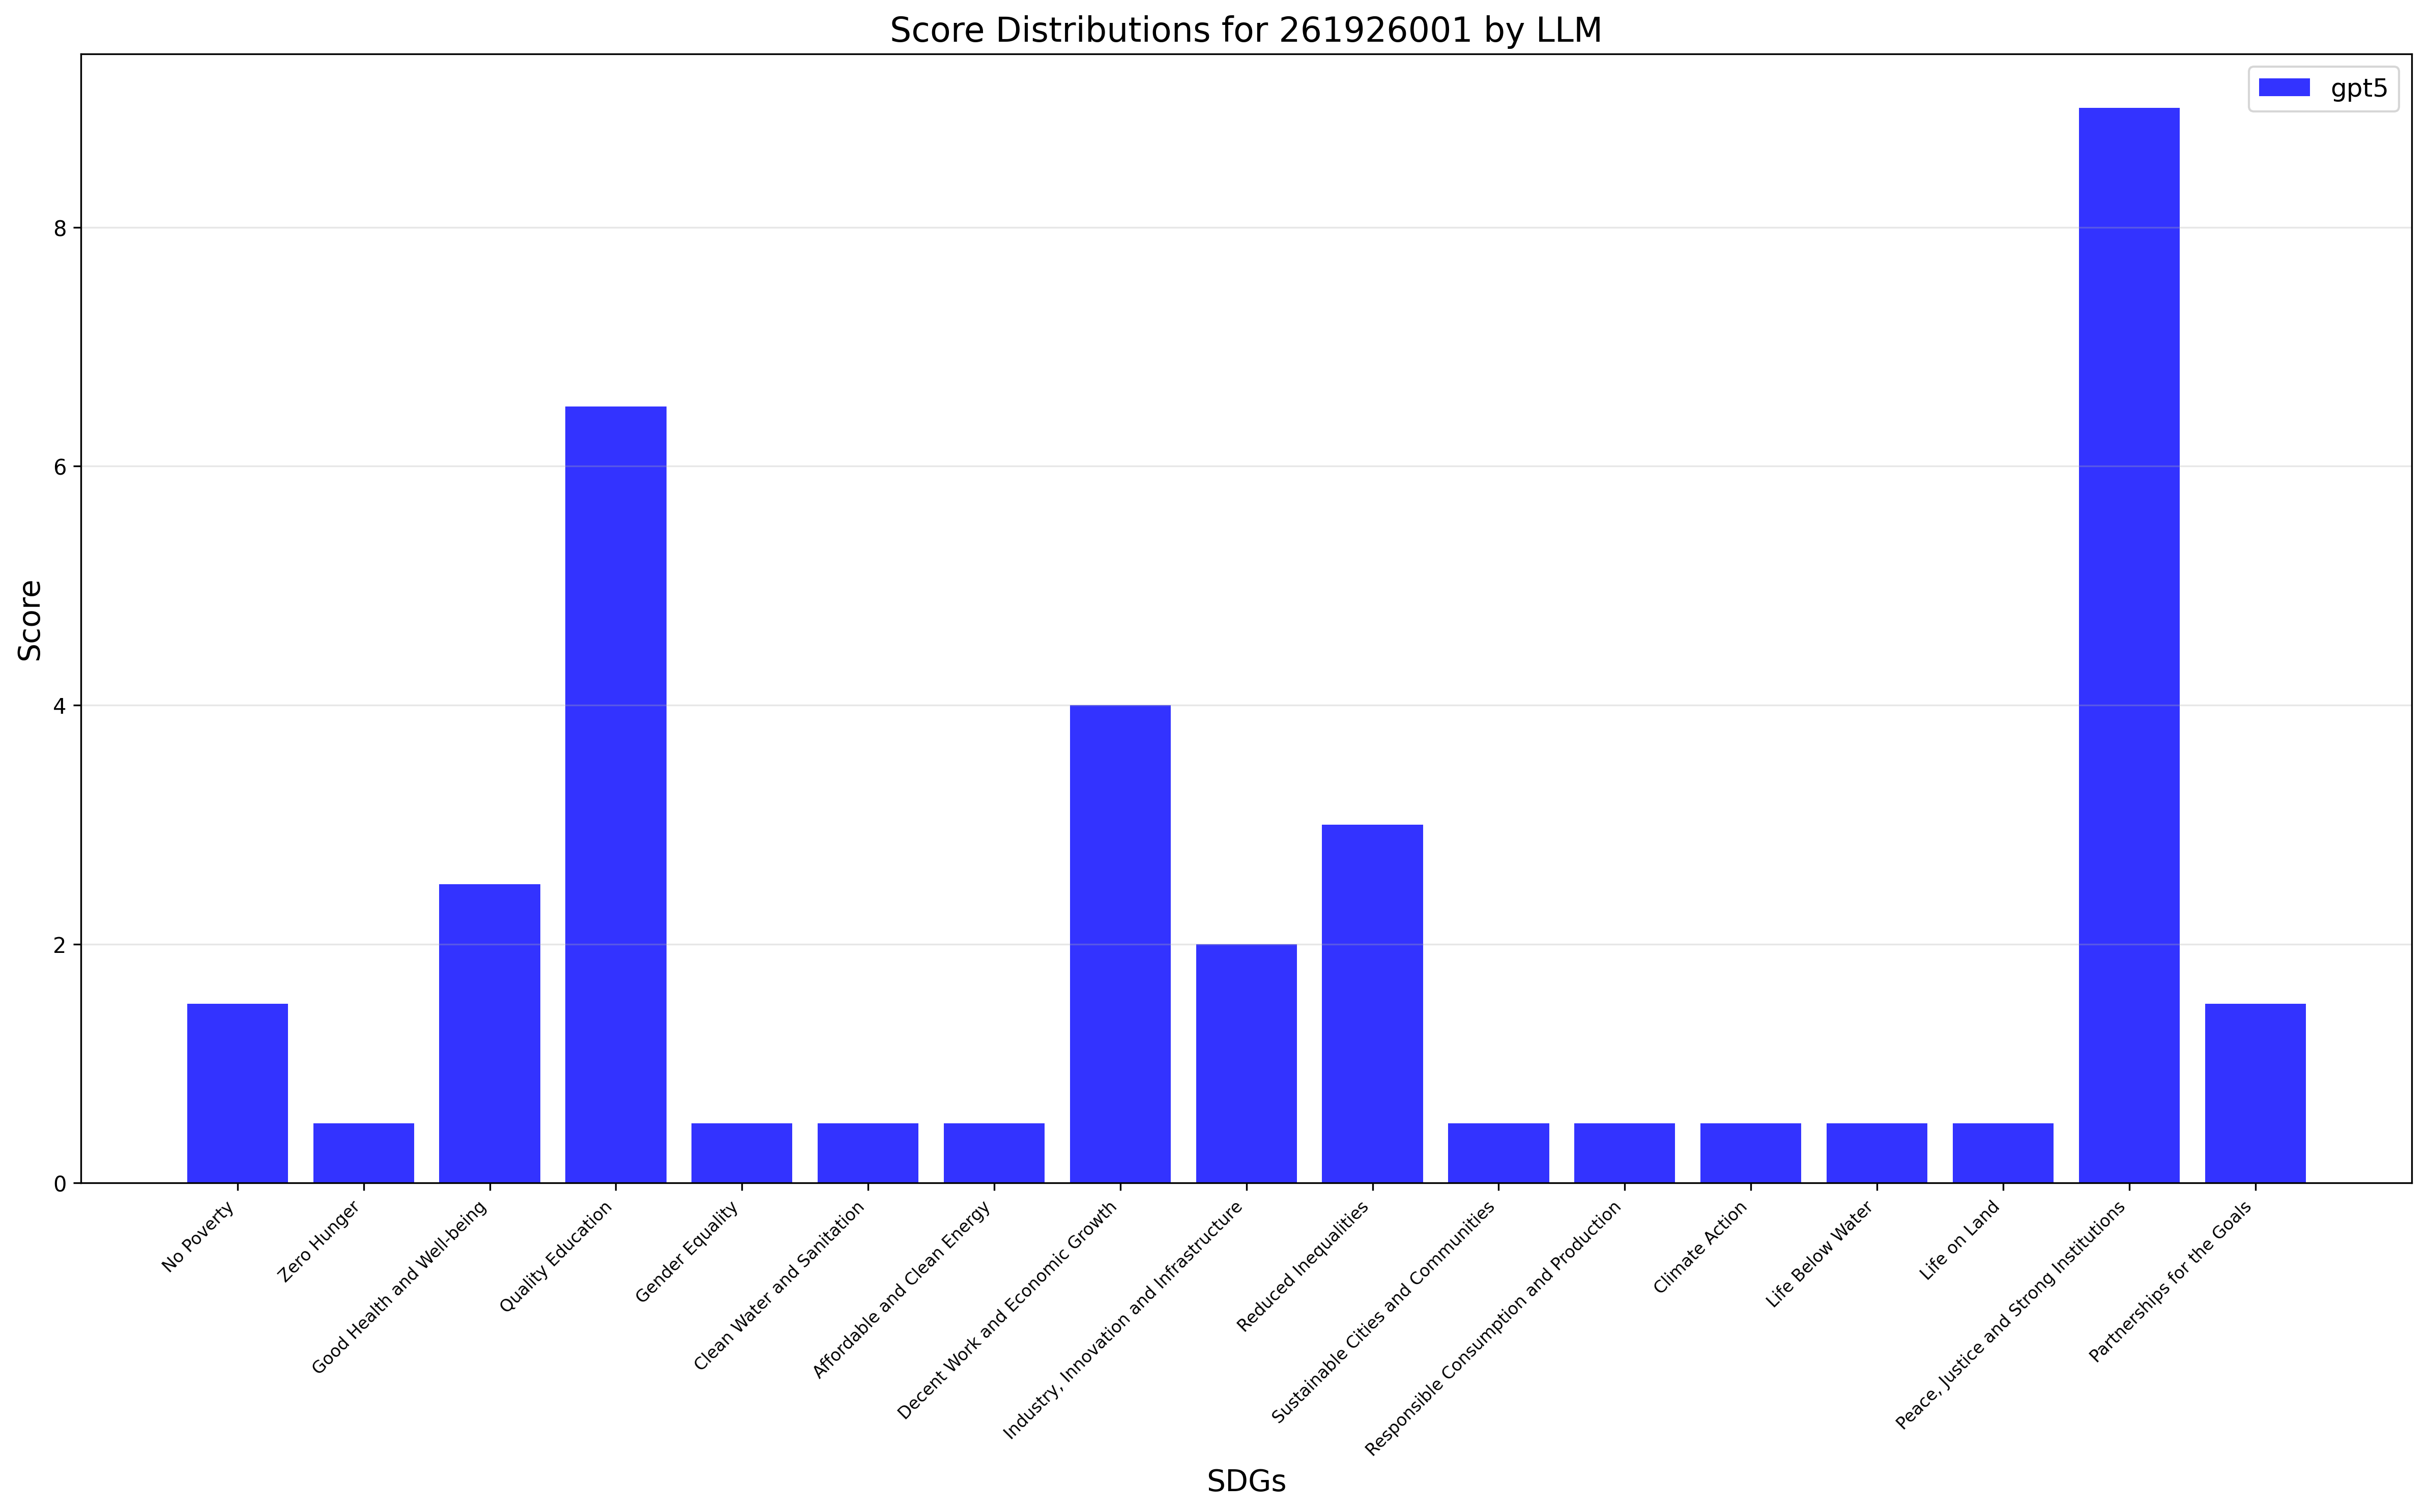 Score Distributions for 261926001 by LLM
gpt5
Score
8
6
4
2
0
No Poverty
Zero Hunger
Good Health and Well-being
Quality Education
Gender Equality
Clean Water and Sanitation
Affordable and Clean Energy
Decent Work and Economic Growth
Industry, Innovation and Infrastructure
Reduced Inequalities
Sustainable Cities and Communities
Responsible Consumption and Production
Climate Action
Life Below Water
Life on Land
Peace, Justice and Strong Institutions
Partnerships for the Goals
SDGs